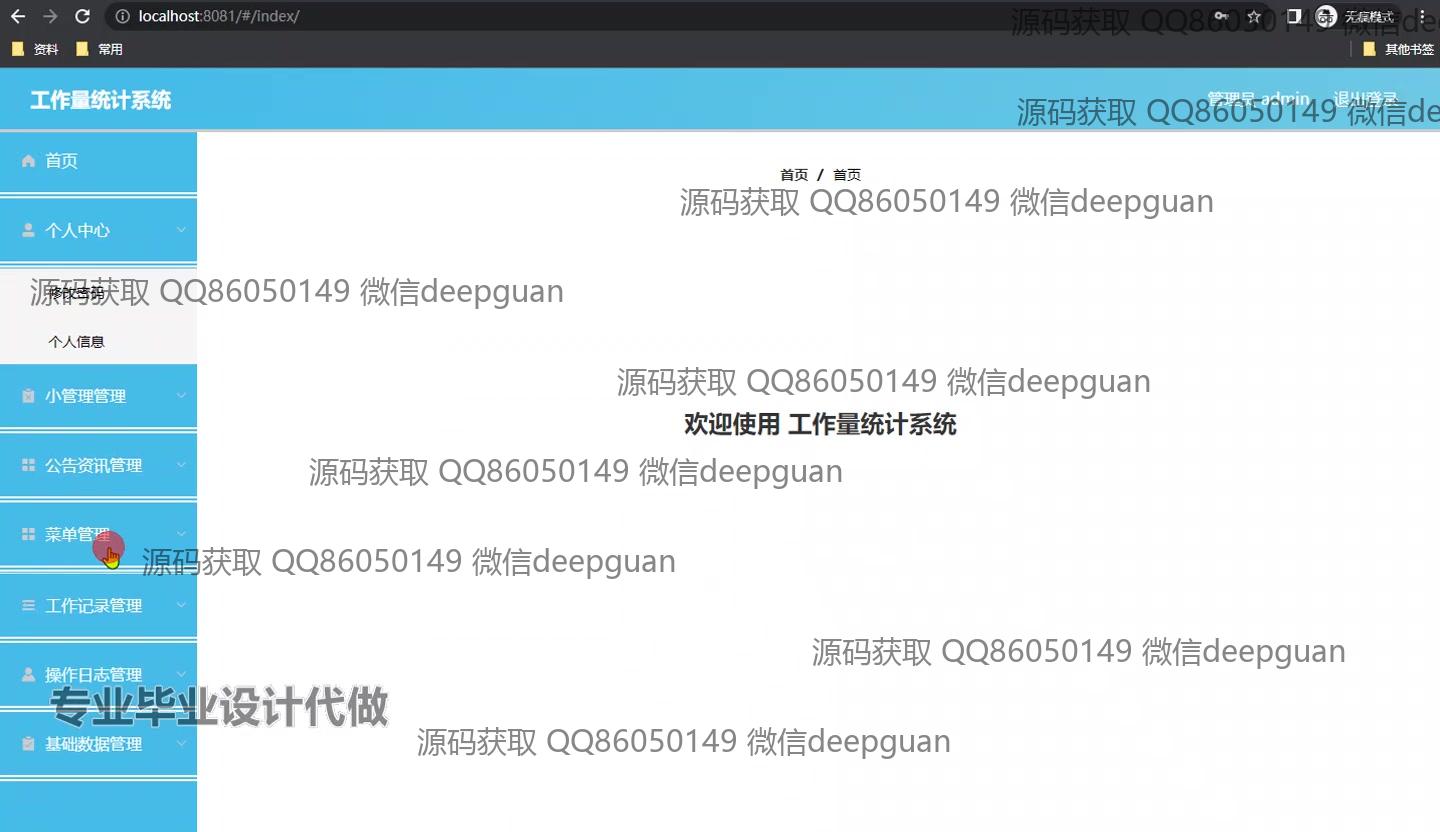 localhost:8081/#/index/
无痕模式
资料
常用
其他书签
源码获取 QQ86050149 微信de
工作量统计系统
管理员 admin
退出登录
源码获取 QQ86050149 微信de
首页
首页 / 首页
源码获取 QQ86050149 微信deepguan
个人中心
修改密码
源码获取 QQ86050149 微信deepguan
个人信息
源码获取 QQ86050149 微信deepguan
小管理管理
欢迎使用 工作量统计系统
公告资讯管理
源码获取 QQ86050149 微信deepguan
菜单管理
源码获取 QQ86050149 微信deepguan
工作记录管理
源码获取 QQ86050149 微信deepguan
操作日志管理
专业毕业设计代做
基础数据管理
源码获取 QQ86050149 微信deepguan